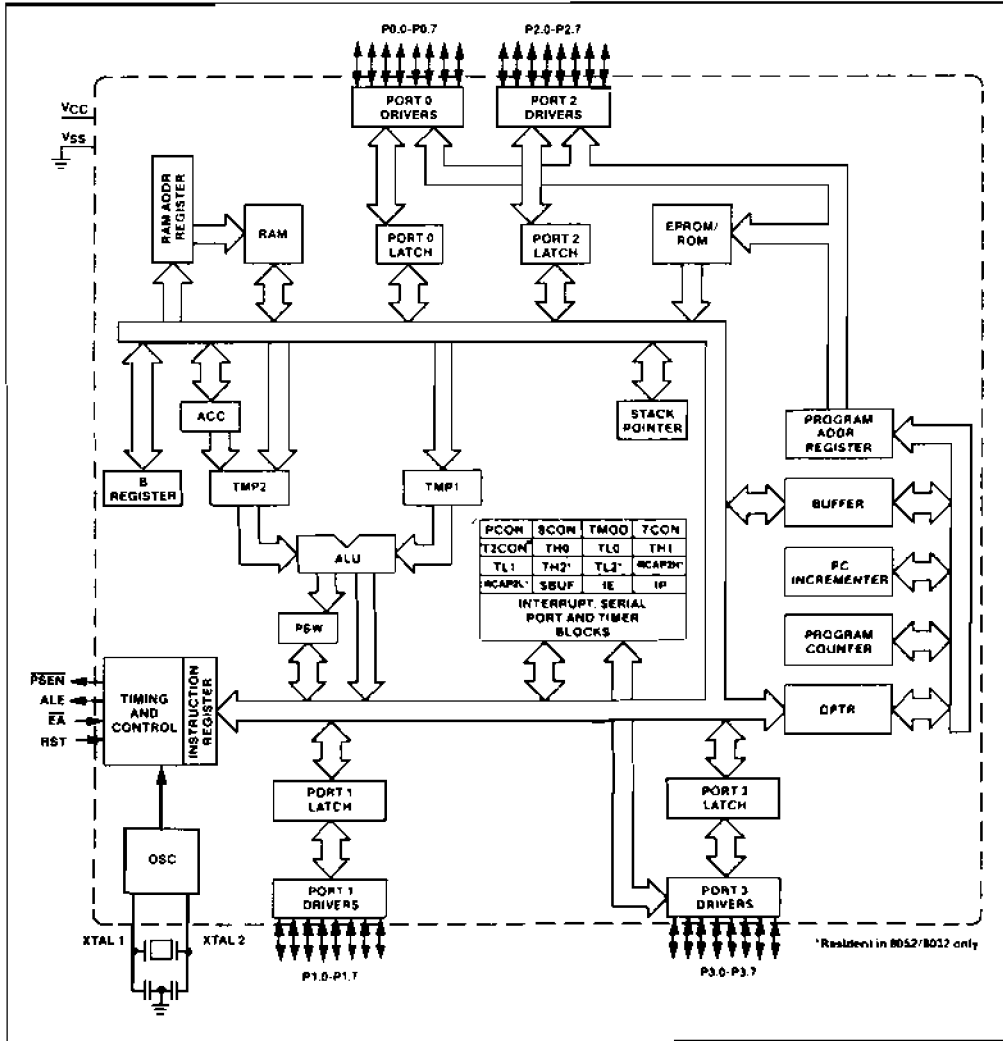 P0.0-P0.7
P2.0-P2.7
PORT 0
DRIVERS
PORT 2
DRIVERS
VCC
VSS
RAM ADDR
REGISTER
RAM
PORT 0
LATCH
PORT 2
LATCH
EPROM/
ROM
ACC
STACK
POINTER
PROGRAM
ADDR
REGISTER
B
REGISTER
TMP2
TMP1
BUFFER
PCON SCON TMOD TCON
T2CON* TH0 TL0 TH1
TL1 TH2* TL2* RCAP2H*
RCAP2L* SBUF IE IP
INTERRUPT, SERIAL
PORT AND TIMER
BLOCKS
ALU
PC
INCREMENTER
PSW
PROGRAM
COUNTER
PSEN
ALE
EA
RST
TIMING
AND
CONTROL
INSTRUCTION
REGISTER
DPTR
PORT 1
LATCH
PORT 3
LATCH
OSC
PORT 1
DRIVERS
PORT 3
DRIVERS
XTAL 1
XTAL 2
*Resident in 8052/8032 only
P1.0-P1.7
P3.0-P3.7